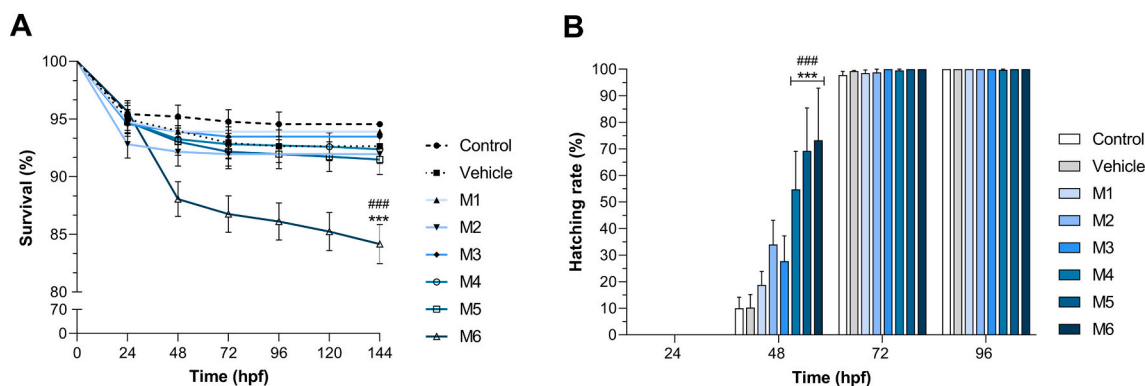 A
Survival (%)
100
95
90
85
80
70
0
0 24 48 72 96 120 144
Time (hpf)
###
***
Control
Vehicle
M1
M2
M3
M4
M5
M6
B
Hatching rate (%)
100
90
80
70
60
50
40
30
20
10
0
24 48 72 96
Time (hpf)
###
***
Control
Vehicle
M1
M2
M3
M4
M5
M6